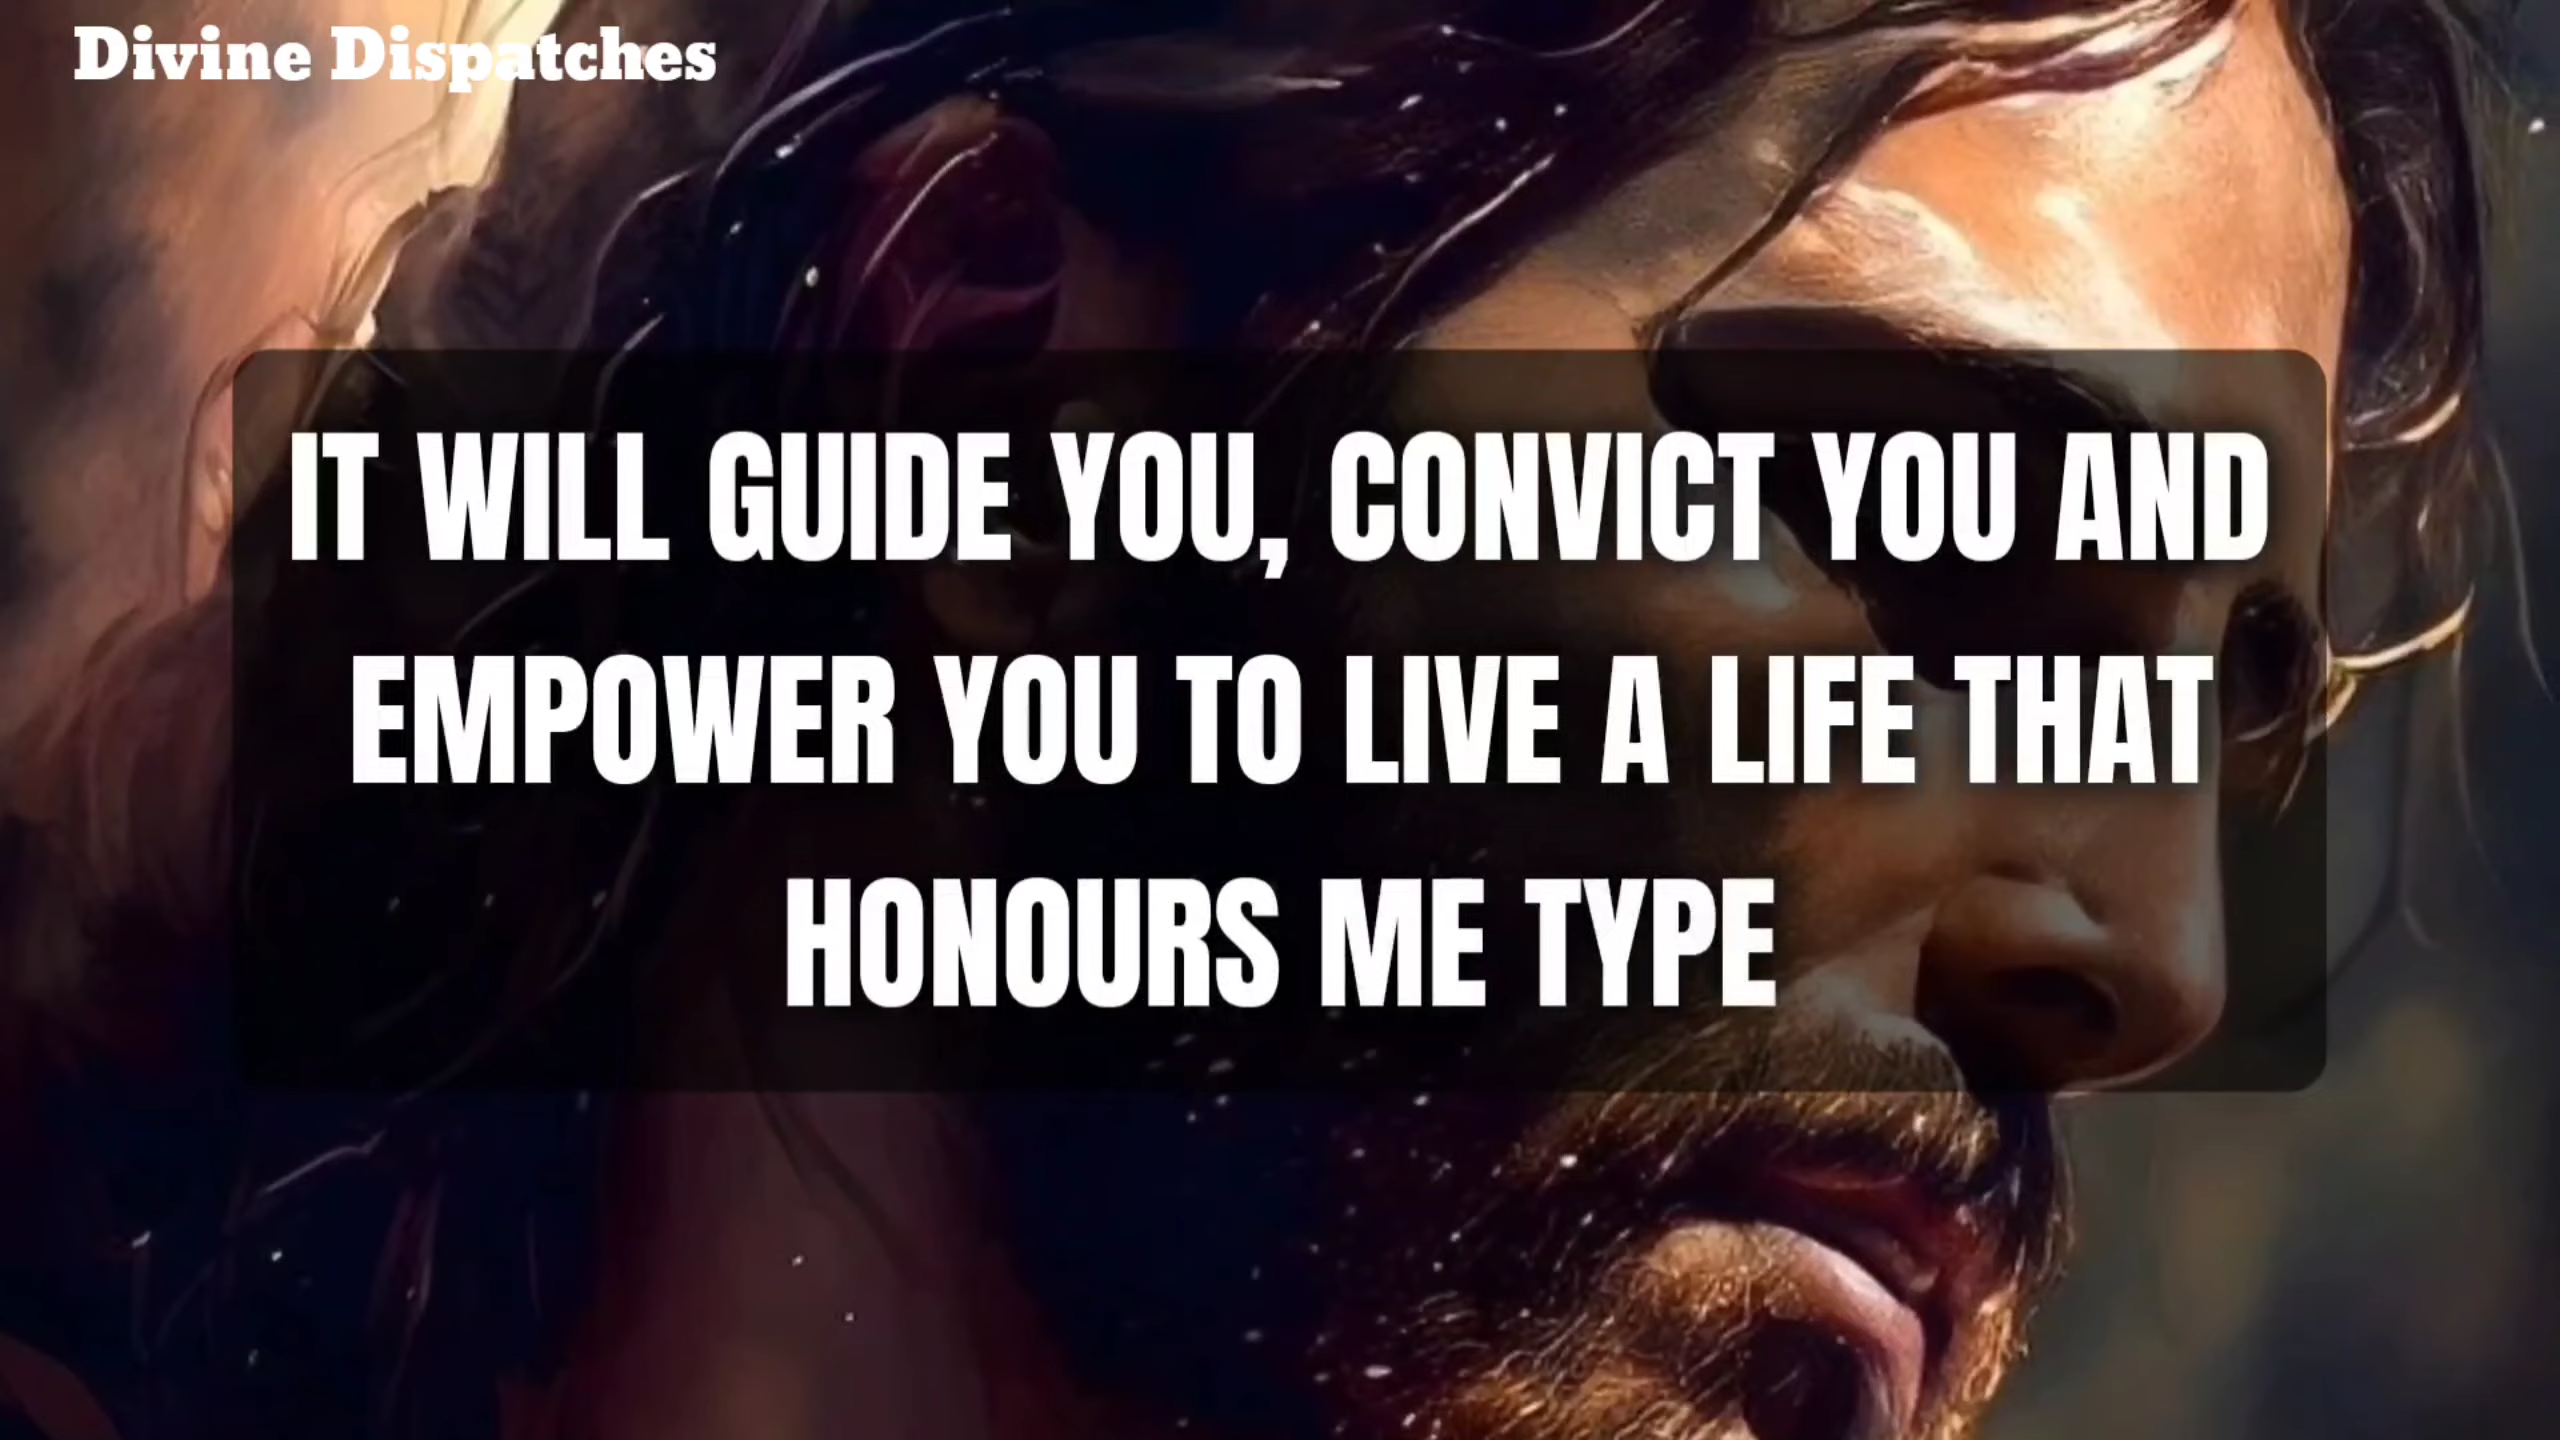 Divine Dispatches
IT WILL GUIDE YOU, CONVICT YOU AND
EMPOWER YOU TO LIVE A LIFE THAT
HONOURS ME TYPE